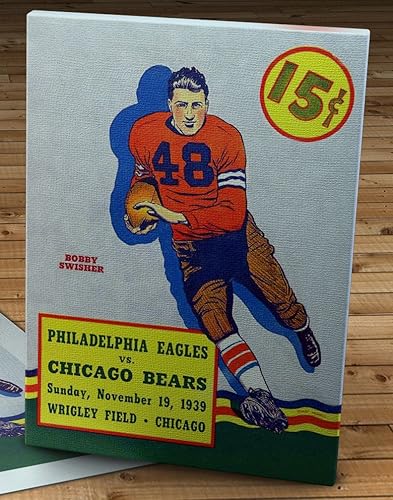 15¢
48
BOBBY
SWISHER
PHILADELPHIA EAGLES
VS.
CHICAGO BEARS
Sunday, November 19, 1939
WRIGLEY FIELD · CHICAGO